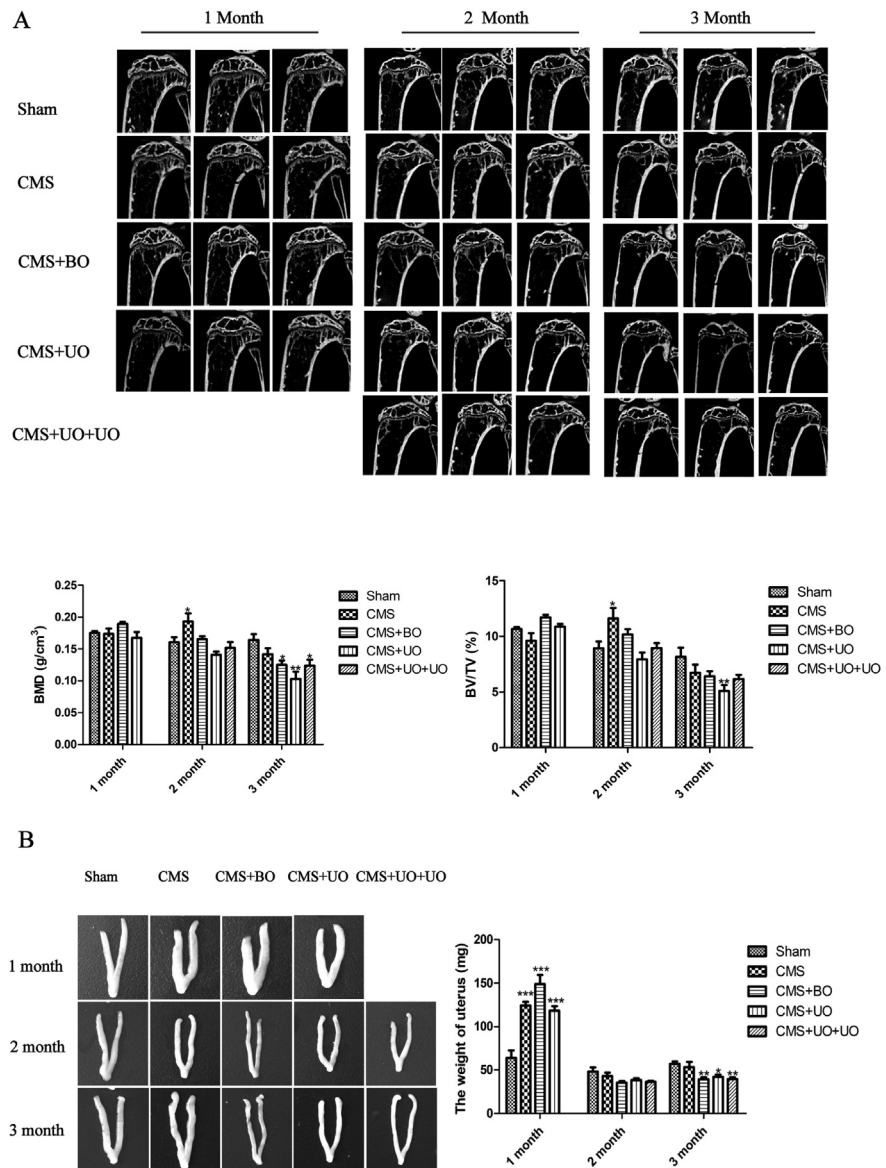 A
1 Month
2 Month
3 Month
Sham
CMS
CMS+BO
CMS+UO
CMS+UO+UO
BMD (g/cm³)
0.25
0.20
0.15
0.10
0.05
0.00
*
*
**
*
1 month
2 month
3 month
Sham
CMS
CMS+BO
CMS+UO
CMS+UO+UO
BV/TV (%)
15
10
5
0
*
**
1 month
2 month
3 month
Sham
CMS
CMS+BO
CMS+UO
CMS+UO+UO
B
Sham CMS CMS+BO CMS+UO CMS+UO+UO
1 month
2 month
3 month
The weight of uterus (mg)
200
150
100
50
0
***
***
***
**
*
**
1 month
2 month
3 month
Sham
CMS
CMS+BO
CMS+UO
CMS+UO+UO